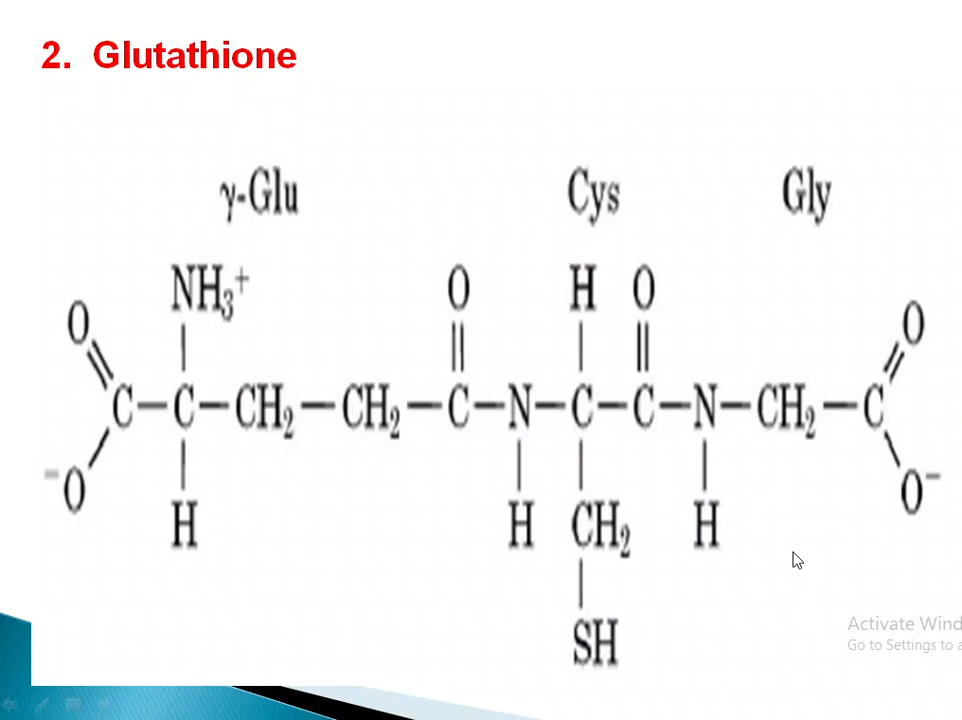 2. Glutathione
γ-Glu Cys Gly
NH₃⁺ O H O
O O
C–C–CH₂–CH₂–C–N–C–C–N–CH₂–C
⁻O O⁻
H H CH₂ H
SH
Activate Wind
Go to Settings to a